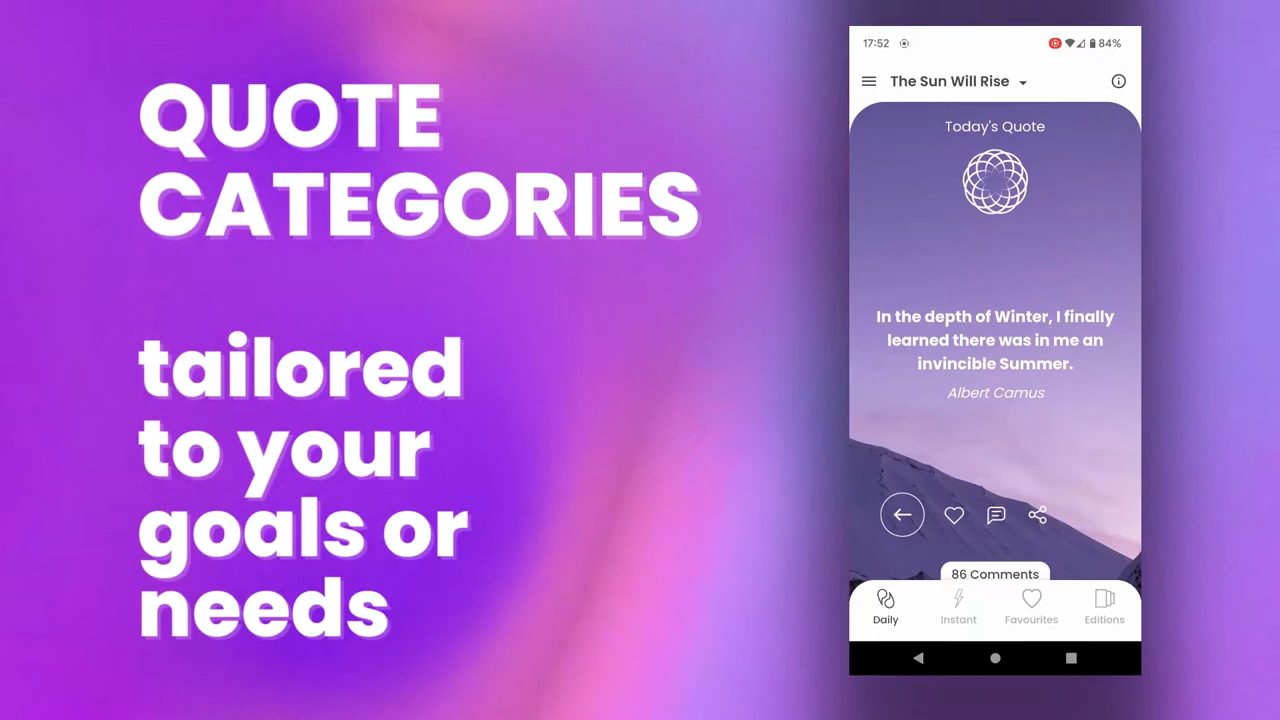 QUOTE
CATEGORIES
tailored
to your
goals or
needs
17:52
84%
The Sun Will Rise
Today's Quote
In the depth of Winter, I finally
learned there was in me an
invincible Summer.
Albert Camus
86 Comments
Daily
Instant
Favourites
Editions